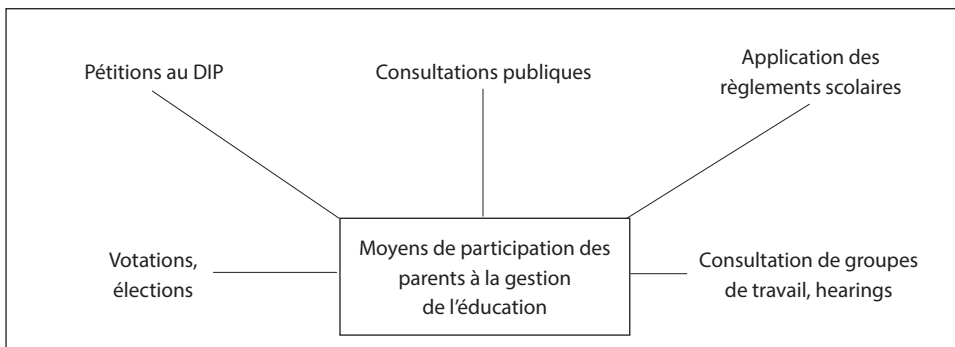 Pétitions au DIP
Consultations publiques
Application des
règlements scolaires
Votations,
élections
Moyens de participation des
parents à la gestion
de l'éducation
Consultation de groupes
de travail, hearings